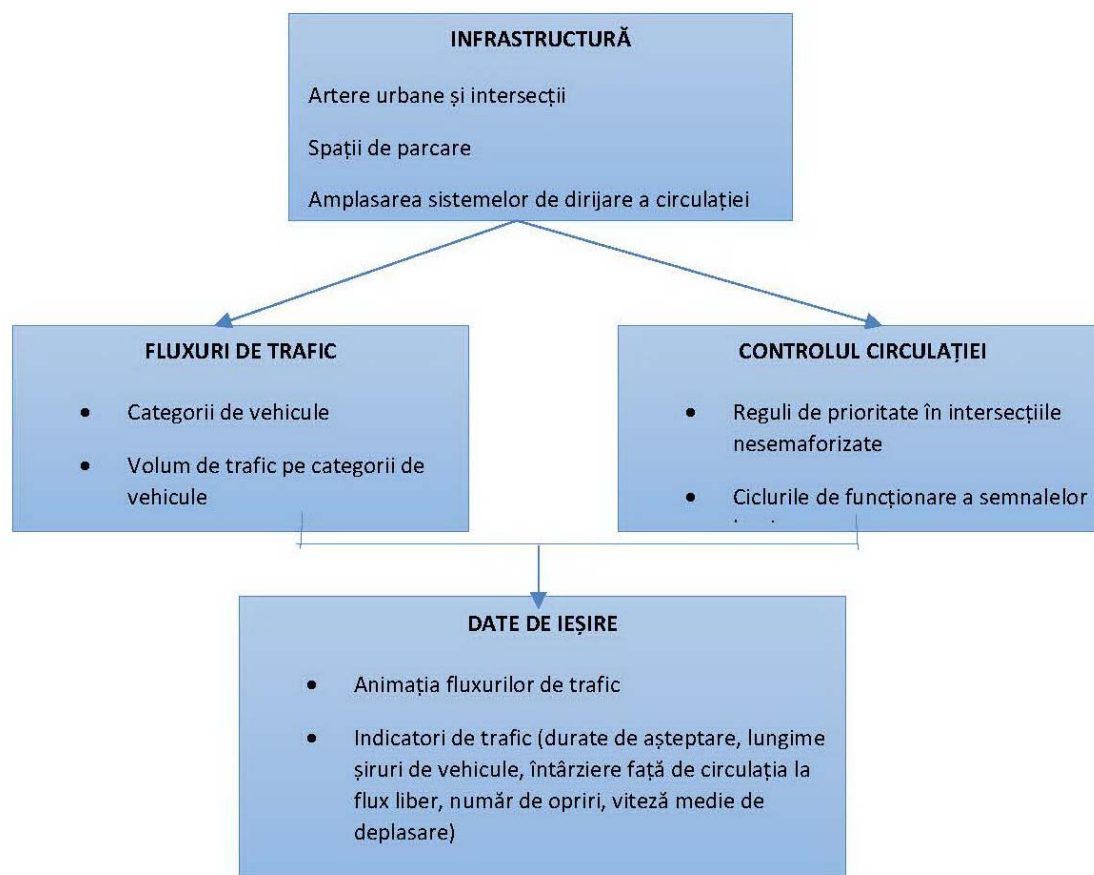 INFRASTRUCTURĂ
Artere urbane și intersecții
Spații de parcare
Amplasarea sistemelor de dirijare a circulației
FLUXURI DE TRAFIC
• Categorii de vehicule
• Volum de trafic pe categorii de
vehicule
CONTROLUL CIRCULAȚIEI
• Reguli de prioritate în intersecțiile
nesemaforizate
• Ciclurile de funcționare a semnalelor
DATE DE IEȘIRE
• Animația fluxurilor de trafic
• Indicatori de trafic (durate de așteptare, lungime
șiruri de vehicule, întârziere față de circulația la
flux liber, număr de opriri, viteză medie de
deplasare)